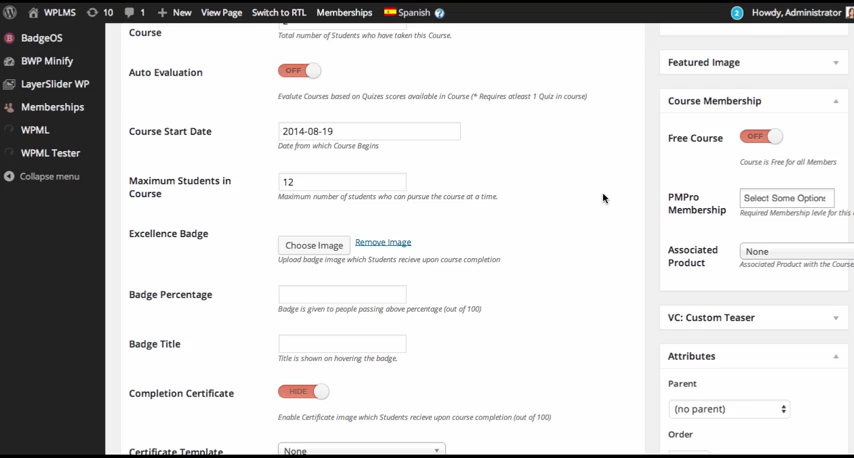 WPLMS 10 1 + New View Page Switch to RTL Memberships Spanish ? 2 Howdy, Administrator
BadgeOS
BWP Minify
LayerSlider WP
Memberships
WPML
WPML Tester
Collapse menu
Course
Total number of Students who have taken this Course.
Auto Evaluation OFF
Evalute Courses based on Quizes scores available in Course (* Requires atleast 1 Quiz in course)
Course Start Date 2014-08-19
Date from which Course Begins
Maximum Students in
Course
12
Maximum number of students who can pursue the course at a time.
Excellence Badge
Choose Image Remove Image
Upload badge image which Students recieve upon course completion
Badge Percentage
Badge is given to people passing above percentage (out of 100)
Badge Title
Title is shown on hovering the badge.
Completion Certificate HIDE
Enable Certificate image which Students recieve upon course completion (out of 100)
Certificate Template None
Featured Image
Course Membership
Free Course OFF
Course is Free for all Members
PMPro
Membership
Select Some Options
Required Membership levle for this
Associated
Product
None
Associated Product with the Course
VC: Custom Teaser
Attributes
Parent
(no parent)
Order